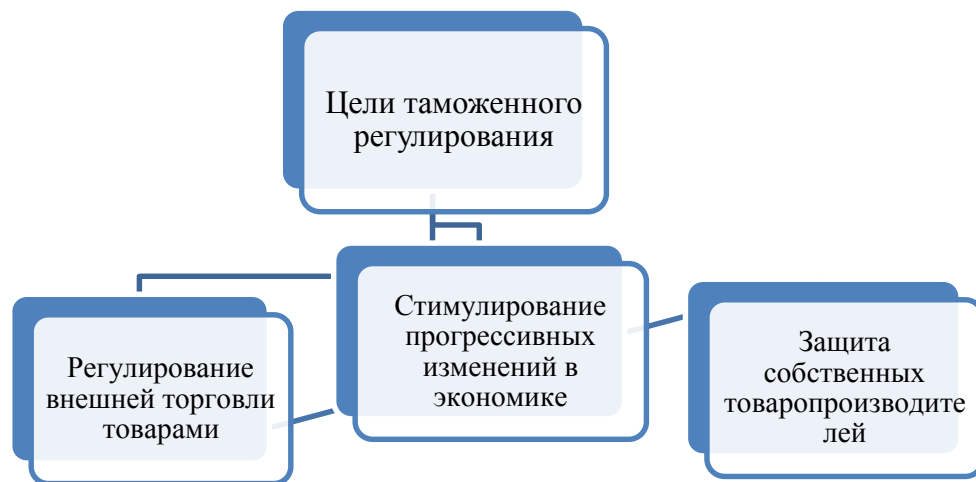 Цели таможенного
регулирования
Регулирование
внешней торговли
товарами
Стимулирование
прогрессивных
изменений в
экономике
Защита
собственных
товаропроизводите
лей